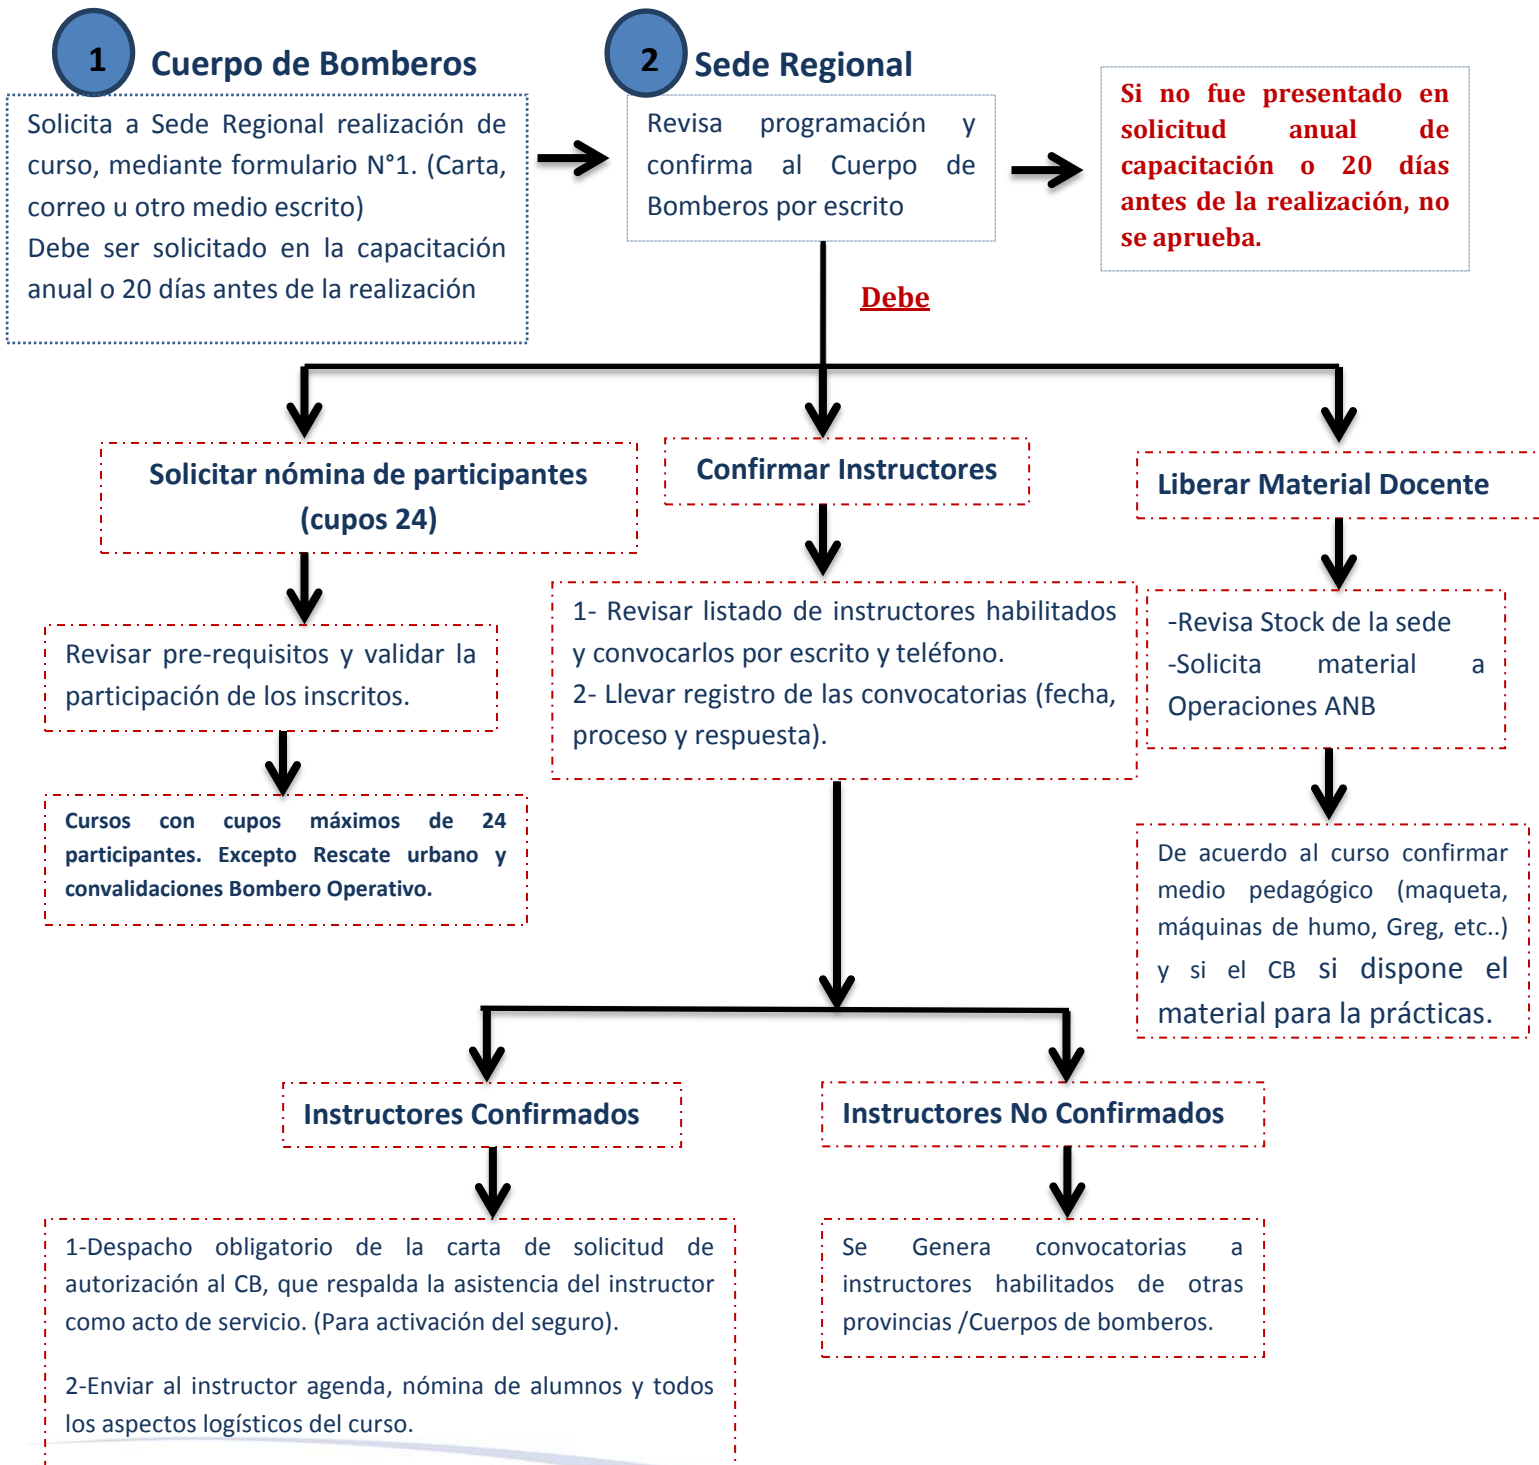 1 Cuerpo de Bomberos
Solicita a Sede Regional realización de
curso, mediante formulario N°1. (Carta,
correo u otro medio escrito)
Debe ser solicitado en la capacitación
anual o 20 días antes de la realización
2 Sede Regional
Revisa programación y
confirma al Cuerpo de
Bomberos por escrito
Si no fue presentado en
solicitud anual de
capacitación o 20 días
antes de la realización, no
se aprueba.
Debe
Solicitar nómina de participantes
(cupos 24)
Revisar pre-requisitos y validar la
participación de los inscritos.
Cursos con cupos máximos de 24
participantes. Excepto Rescate urbano y
convalidaciones Bombero Operativo.
Confirmar Instructores
1- Revisar listado de instructores habilitados
y convocarlos por escrito y teléfono.
2- Llevar registro de las convocatorias (fecha,
proceso y respuesta).
Liberar Material Docente
-Revisa Stock de la sede
-Solicita material a
Operaciones ANB
De acuerdo al curso confirmar
medio pedagógico (maqueta,
máquinas de humo, Greg, etc..)
y si el CB si dispone el
material para la prácticas.
Instructores Confirmados
1-Despacho obligatorio de la carta de solicitud de
autorización al CB, que respalda la asistencia del instructor
como acto de servicio. (Para activación del seguro).
2-Enviar al instructor agenda, nómina de alumnos y todos
los aspectos logísticos del curso.
Instructores No Confirmados
Se Genera convocatorias a
instructores habilitados de otras
provincias /Cuerpos de bomberos.